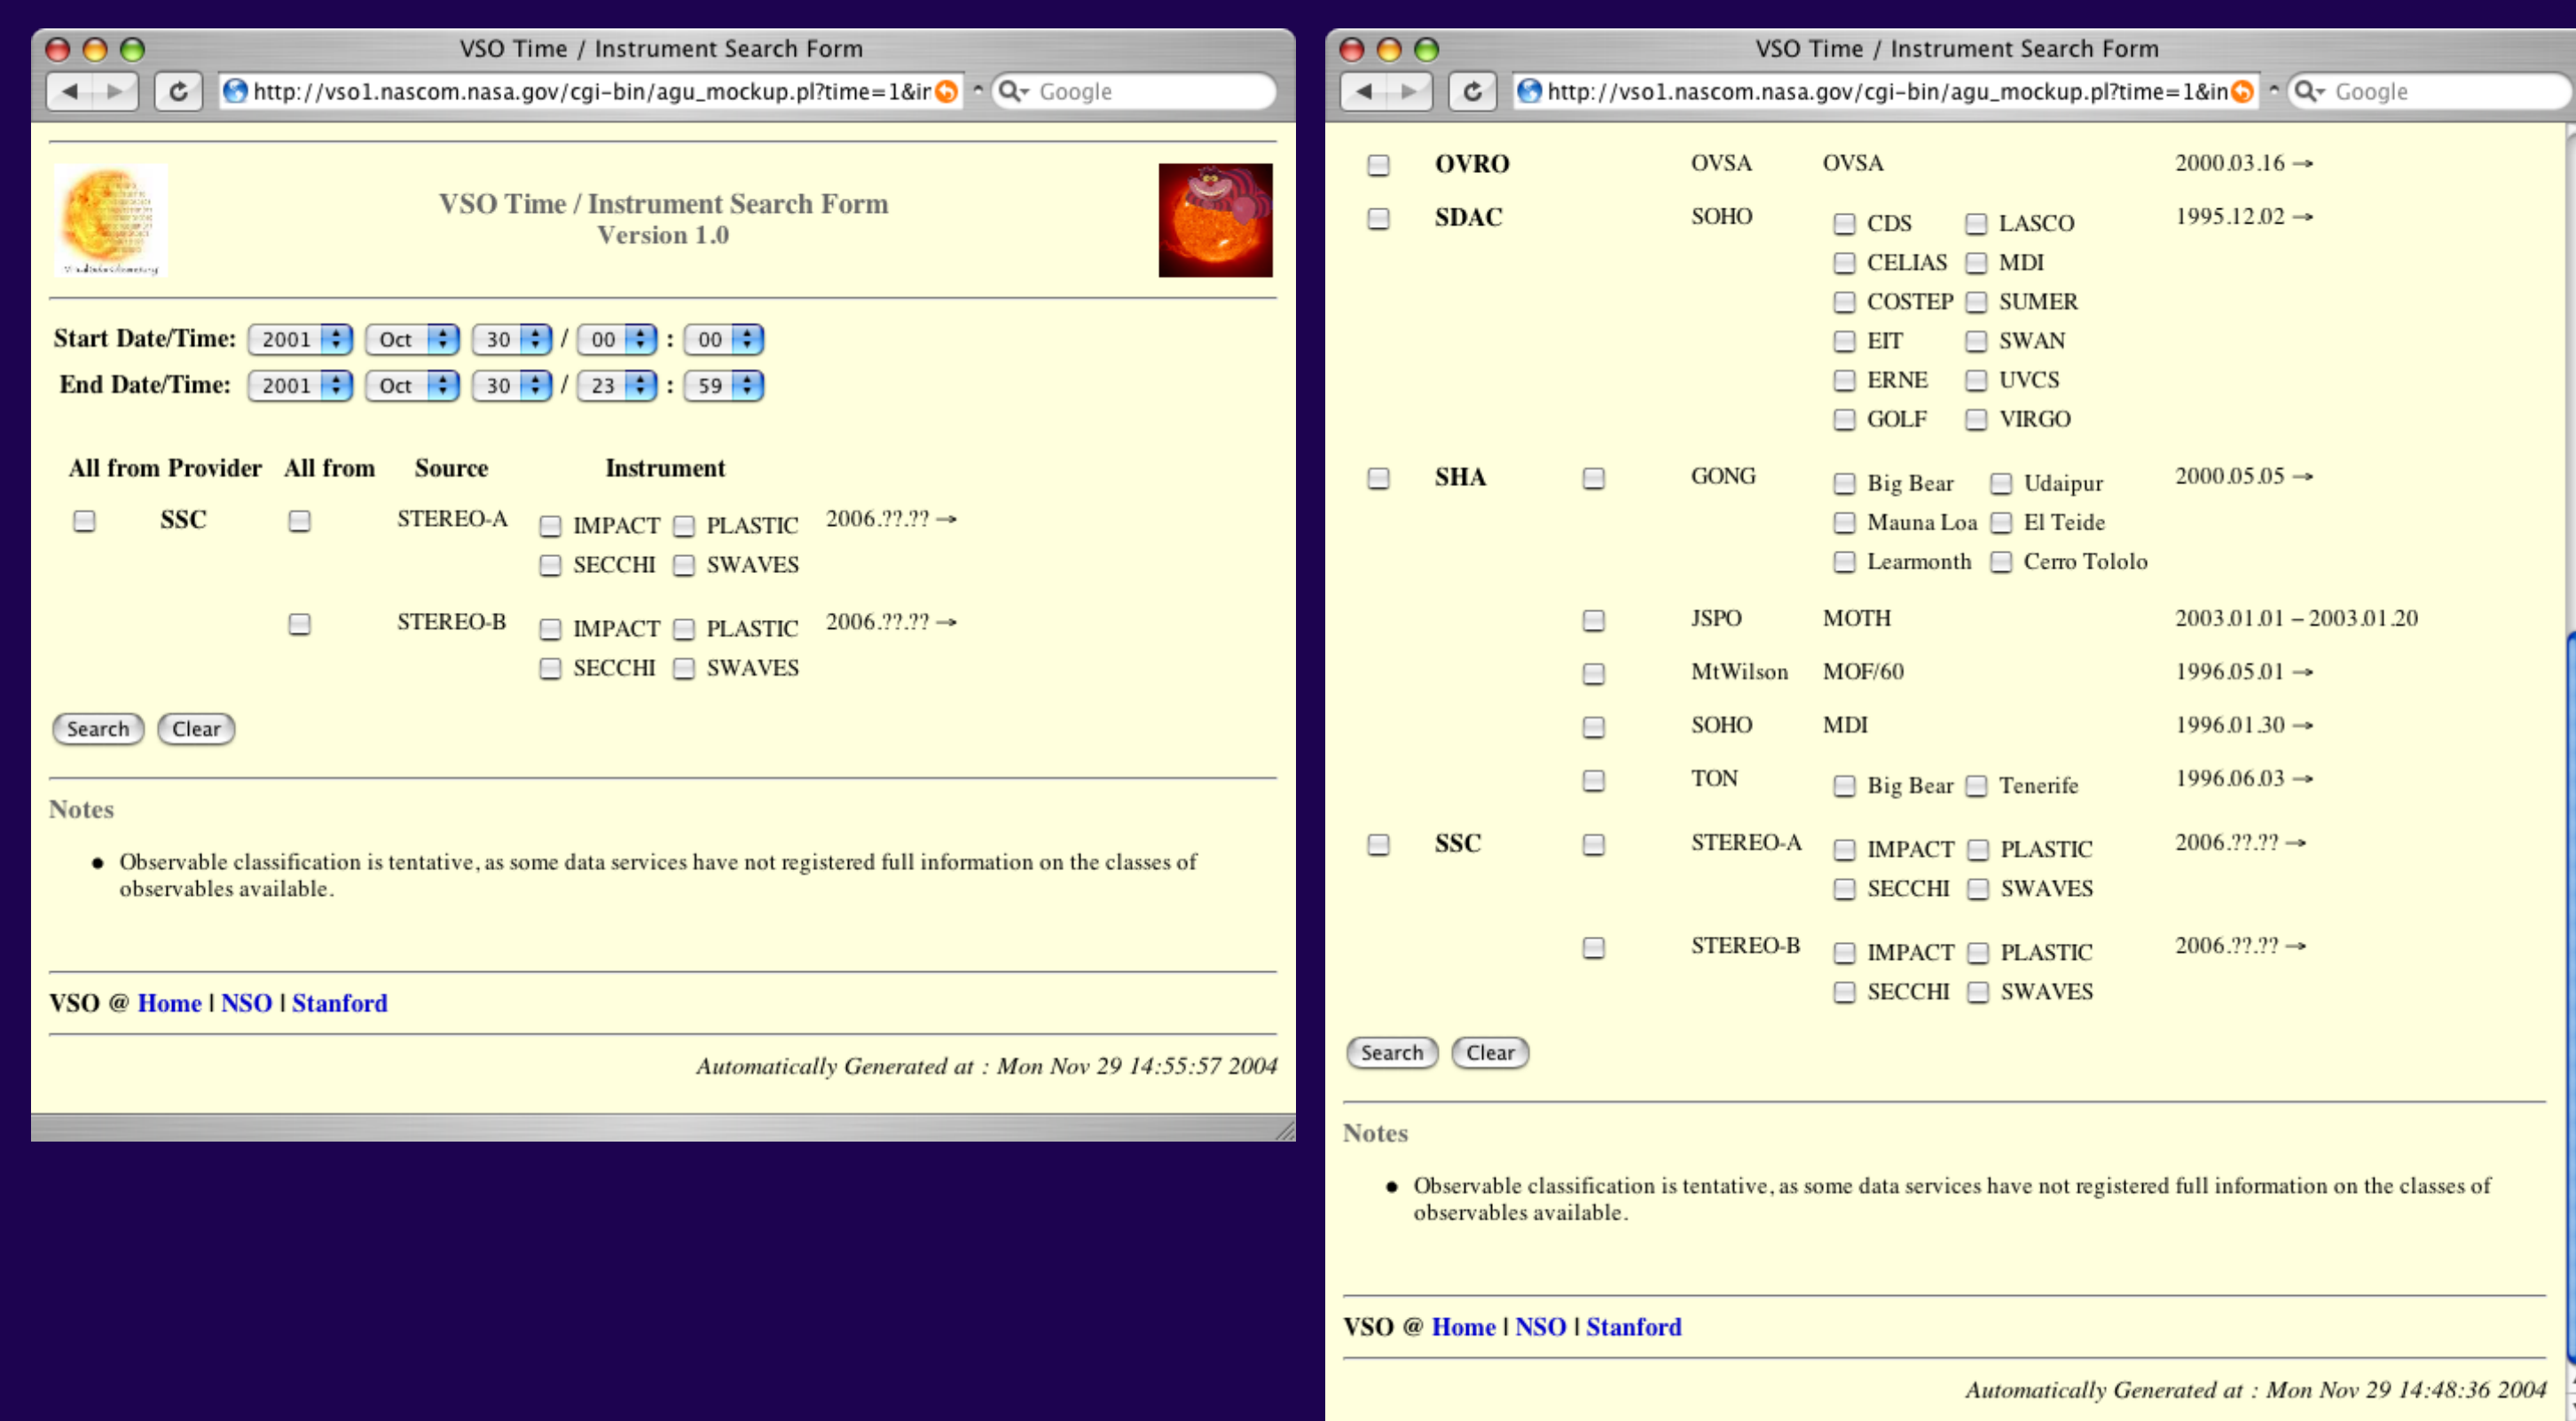 VSO Time / Instrument Search Form
http://vso1.nascom.nasa.gov/cgi-bin/agu_mockup.pl?time=1&in
Google
VSO Time / Instrument Search Form
Version 1.0
Start Date/Time: 2001 Oct 30 / 00 : 00
End Date/Time: 2001 Oct 30 / 23 : 59
All from Provider All from Source Instrument
SSC STEREO-A IMPACT PLASTIC 2006.??.?? →
SECCHI SWAVES
STEREO-B IMPACT PLASTIC 2006.??.?? →
SECCHI SWAVES
Search Clear
Notes
• Observable classification is tentative, as some data services have not registered full information on the classes of
observables available.
VSO @ Home | NSO | Stanford
Automatically Generated at : Mon Nov 29 14:55:57 2004
VSO Time / Instrument Search Form
http://vso1.nascom.nasa.gov/cgi-bin/agu_mockup.pl?time=1&in
Google
OVRO OVSA OVSA 2000.03.16 →
SDAC SOHO CDS LASCO 1995.12.02 →
CELIAS MDI
COSTEP SUMER
EIT SWAN
ERNE UVCS
GOLF VIRGO
SHA GONG Big Bear Udaipur 2000.05.05 →
Mauna Loa El Teide
Learmonth Cerro Tololo
JSPO MOTH 2003.01.01 – 2003.01.20
MtWilson MOF/60 1996.05.01 →
SOHO MDI 1996.01.30 →
TON Big Bear Tenerife 1996.06.03 →
SSC STEREO-A IMPACT PLASTIC 2006.??.?? →
SECCHI SWAVES
STEREO-B IMPACT PLASTIC 2006.??.?? →
SECCHI SWAVES
Search Clear
Notes
• Observable classification is tentative, as some data services have not registered full information on the classes of
observables available.
VSO @ Home | NSO | Stanford
Automatically Generated at : Mon Nov 29 14:48:36 2004